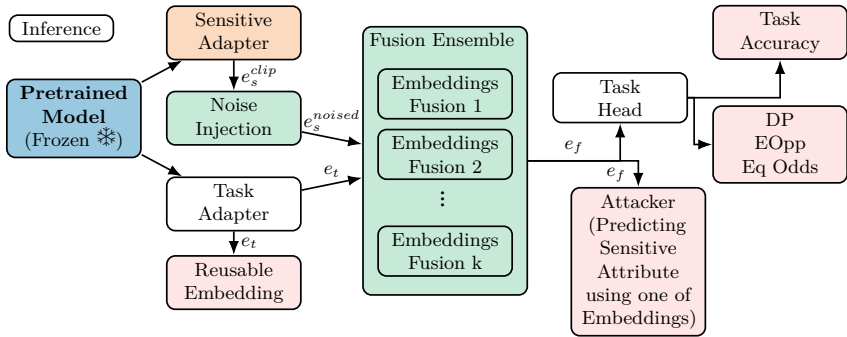 Inference
Sensitive
Adapter
Pretrained
Model
(Frozen ❄)
e_s^{clip}
Noise
Injection
e_s^{noised}
Task
Adapter
e_t
e_t
Reusable
Embedding
Fusion Ensemble
Embeddings
Fusion 1
Embeddings
Fusion 2
⋮
Embeddings
Fusion k
e_f
e_f
Task
Head
Task
Accuracy
DP
EOpp
Eq Odds
Attacker
(Predicting
Sensitive
Attribute
using one of
Embeddings)